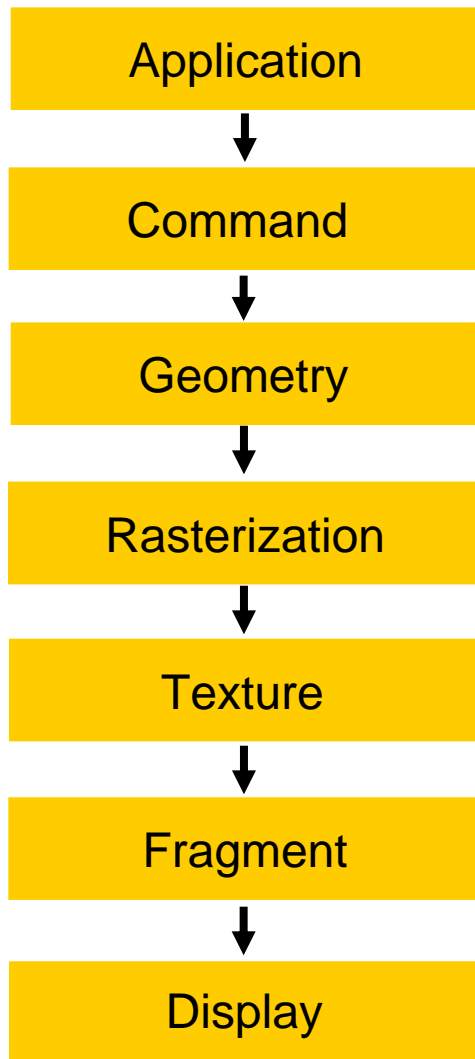 Application
Command
Geometry
Rasterization
Texture
Fragment
Display